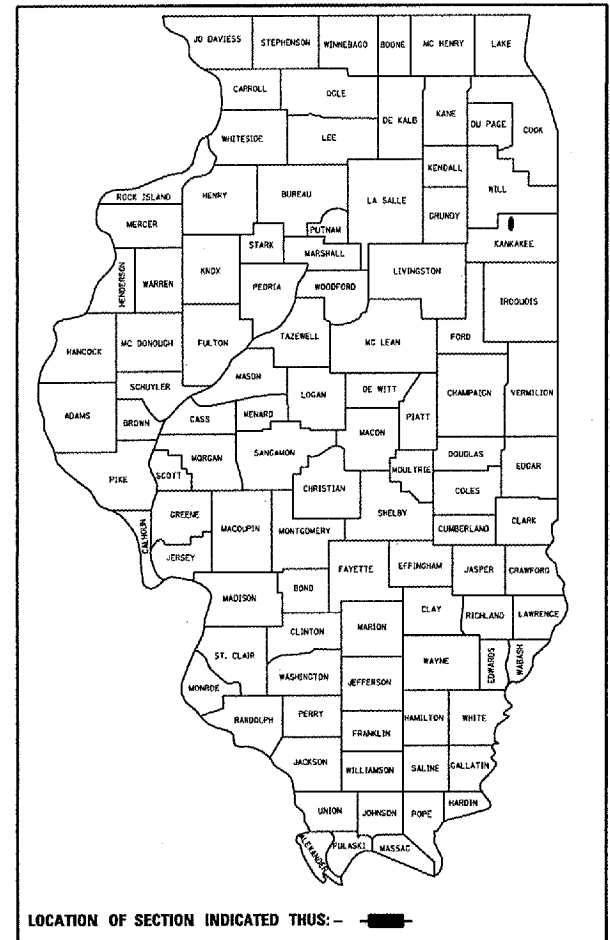 JO DAVIESS STEPHENSON WINNEBAGO BOONE MC HENRY LAKE
CARROLL OGLE DE KALB KANE DU PAGE COOK
WHITESIDE LEE KENDALL WILL
ROCK ISLAND HENRY BUREAU LA SALLE GRUNDY
MERCER PUTNAM KANKAKEE
STARK MARSHALL
HENDERSON WARREN KNOX PEORIA WOODFORD LIVINGSTON IROQUOIS
HANCOCK MC DONOUGH FULTON TAZEWELL MC LEAN FORD
SCHUYLER MASON LOGAN DE WITT CHAMPAIGN VERMILION
ADAMS BROWN CASS MENARD MACON PIATT
MORGAN SANGAMON DOUGLAS EDGAR
PIKE SCOTT CHRISTIAN MOULTRIE COLES
GREENE MACOUPIN MONTGOMERY SHELBY CUMBERLAND CLARK
CALHOUN JERSEY FAYETTE EFFINGHAM JASPER CRAWFORD
MADISON BOND CLAY RICHLAND LAWRENCE
CLINTON MARION
ST. CLAIR WASHINGTON JEFFERSON WAYNE EDWARDS WABASH
MONROE
RANDOLPH PERRY FRANKLIN HAMILTON WHITE
JACKSON WILLIAMSON SALINE GALLATIN
UNION JOHNSON POPE HARDIN
ALEXANDER PULASKI MASSAC
LOCATION OF SECTION INDICATED THUS:-